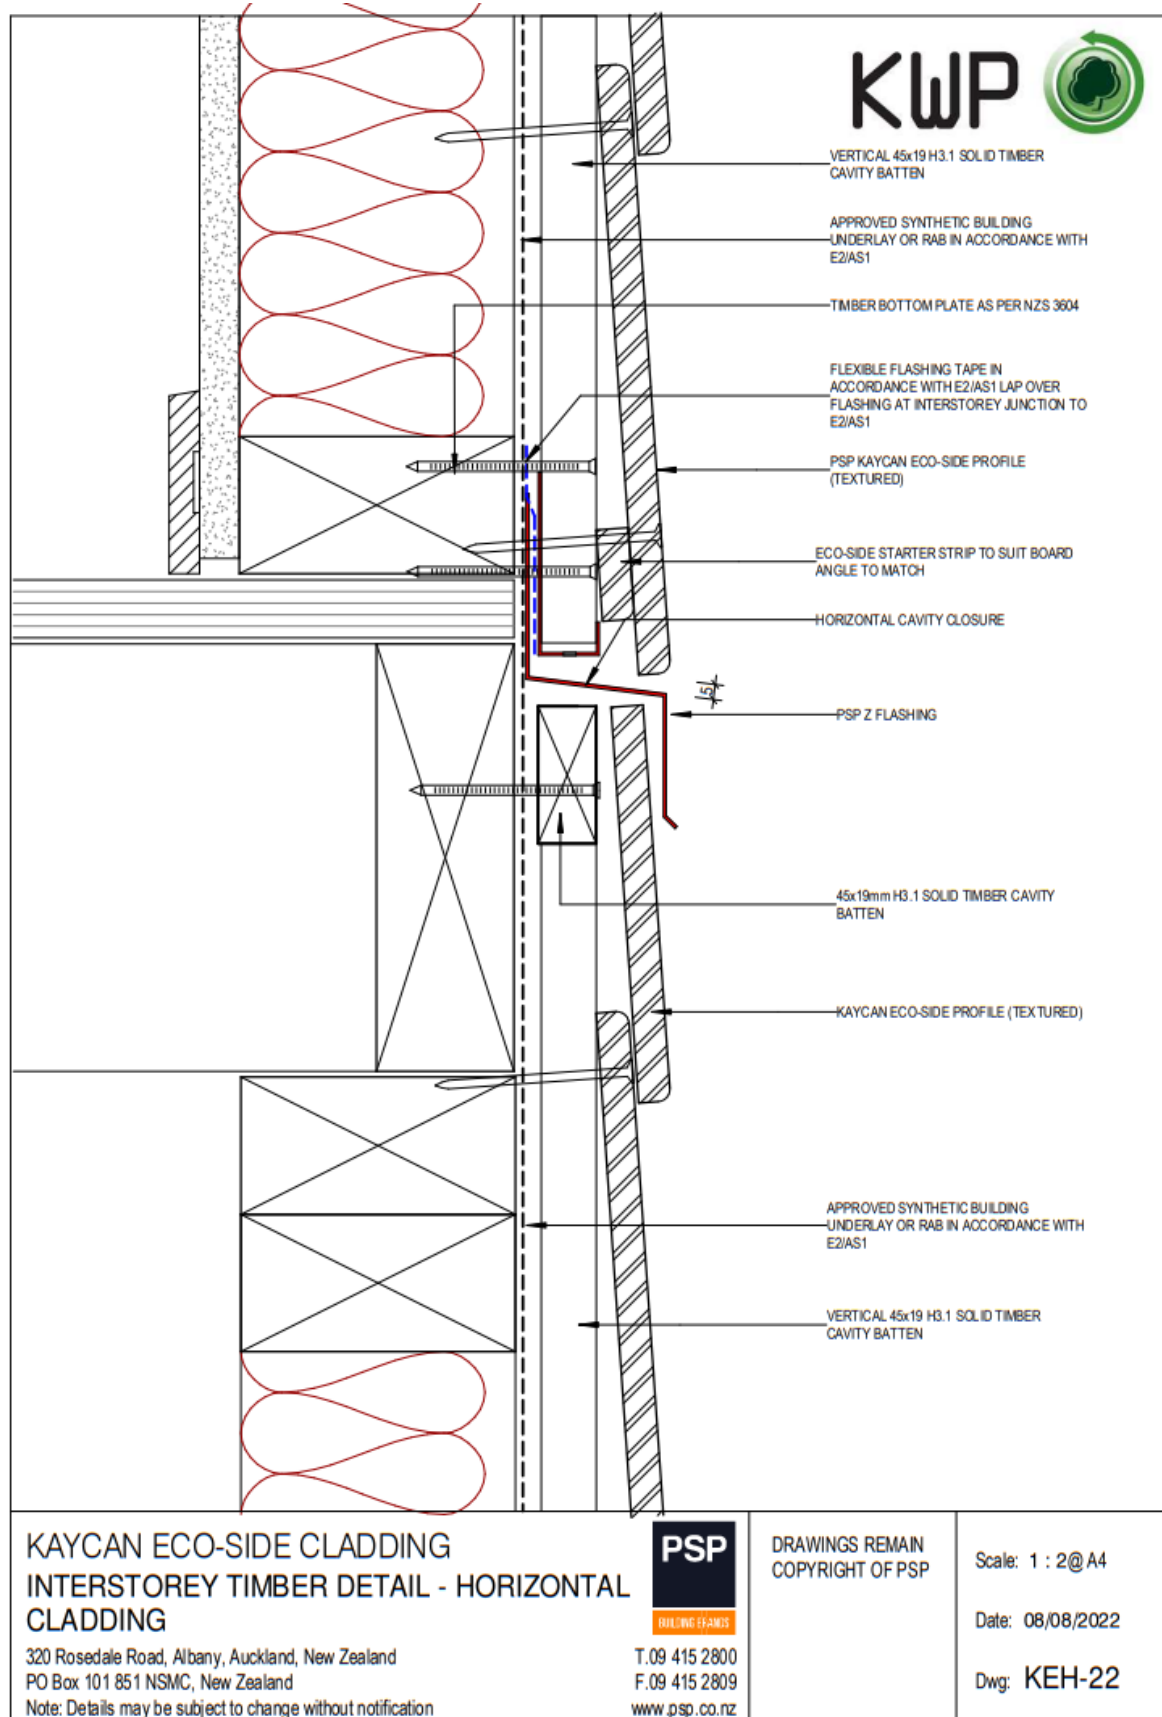 KWP
VERTICAL 45x19 H3.1 SOLID TIMBER
CAVITY BATTEN
APPROVED SYNTHETIC BUILDING
UNDERLAY OR RAB IN ACCORDANCE WITH
E2/AS1
TIMBER BOTTOM PLATE AS PER NZS 3604
FLEXIBLE FLASHING TAPE IN
ACCORDANCE WITH E2/AS1 LAP OVER
FLASHING AT INTERSTOREY JUNCTION TO
E2/AS1
PSP KAYCAN ECO-SIDE PROFILE
(TEXTURED)
ECO-SIDE STARTER STRIP TO SUIT BOARD
ANGLE TO MATCH
HORIZONTAL CAVITY CLOSURE
5
PSP Z FLASHING
45x19mm H3.1 SOLID TIMBER CAVITY
BATTEN
KAYCAN ECO-SIDE PROFILE (TEXTURED)
APPROVED SYNTHETIC BUILDING
UNDERLAY OR RAB IN ACCORDANCE WITH
E2/AS1
VERTICAL 45x19 H3.1 SOLID TIMBER
CAVITY BATTEN
KAYCAN ECO-SIDE CLADDING
INTERSTOREY TIMBER DETAIL - HORIZONTAL
CLADDING
320 Rosedale Road, Albany, Auckland, New Zealand
PO Box 101 851 NSMC, New Zealand
Note: Details may be subject to change without notification
PSP
BUILDING BRANDS
T.09 415 2800
F.09 415 2809
www.psp.co.nz
DRAWINGS REMAIN
COPYRIGHT OF PSP
Scale: 1 : 2@ A4
Date: 08/08/2022
Dwg: KEH-22